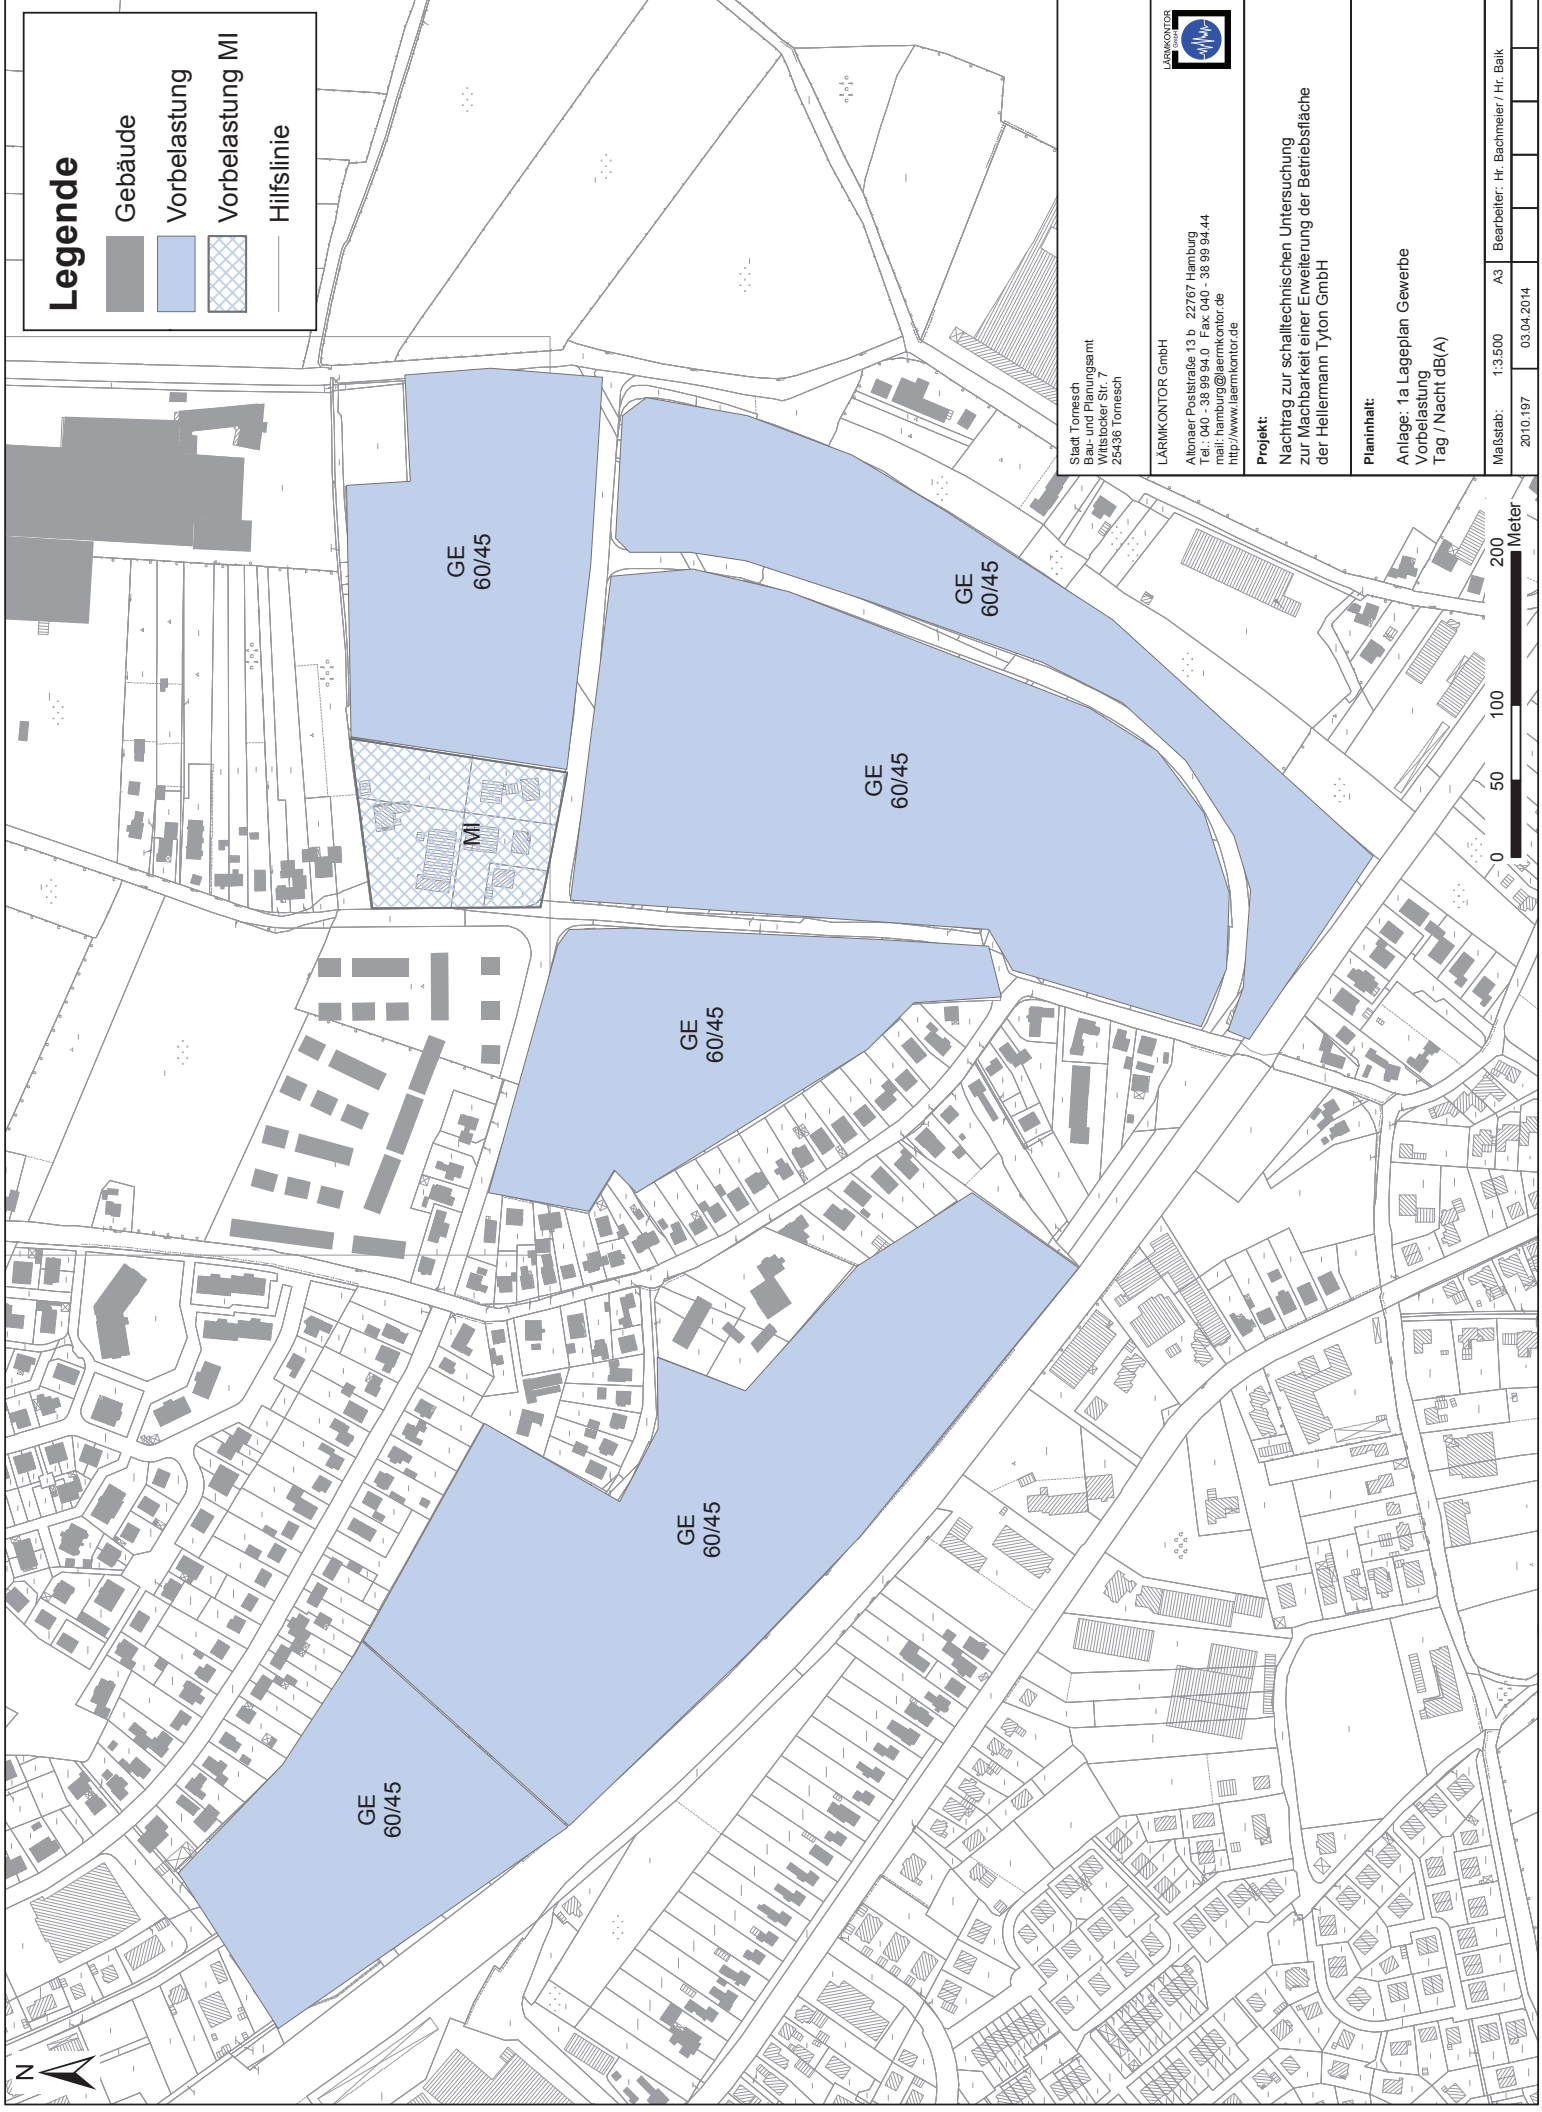 N
Legende
Gebäude
Vorbelastung
Vorbelastung MI
Hilfslinie
GE
60/45
GE
60/45
GE
60/45
MI
GE
60/45
GE
60/45
GE
60/45
0 50 100 200
Meter
Stadt Tornesch
Bau- und Planungsamt
Wittstocker Str. 7
25436 Tornesch
LÄRMKONTOR
GmbH
LÄRMKONTOR GmbH
Altonaer Poststraße 13 b 22767 Hamburg
Tel.: 040 - 38 99 94.0 Fax: 040 - 38 99 94.44
mail: hamburg@laermkontor.de
http://www.laermkontor.de
Projekt:
Nachtrag zur schalltechnischen Untersuchung
zur Machbarkeit einer Erweiterung der Betriebsfläche
der Hellermann Tyton GmbH
Planinhalt:
Anlage: 1a Lageplan Gewerbe
Vorbelastung
Tag / Nacht dB(A)
Maßstab: 1:3.500 A3 Bearbeiter: Hr. Bachmeier / Hr. Baik
2010.197 03.04.2014